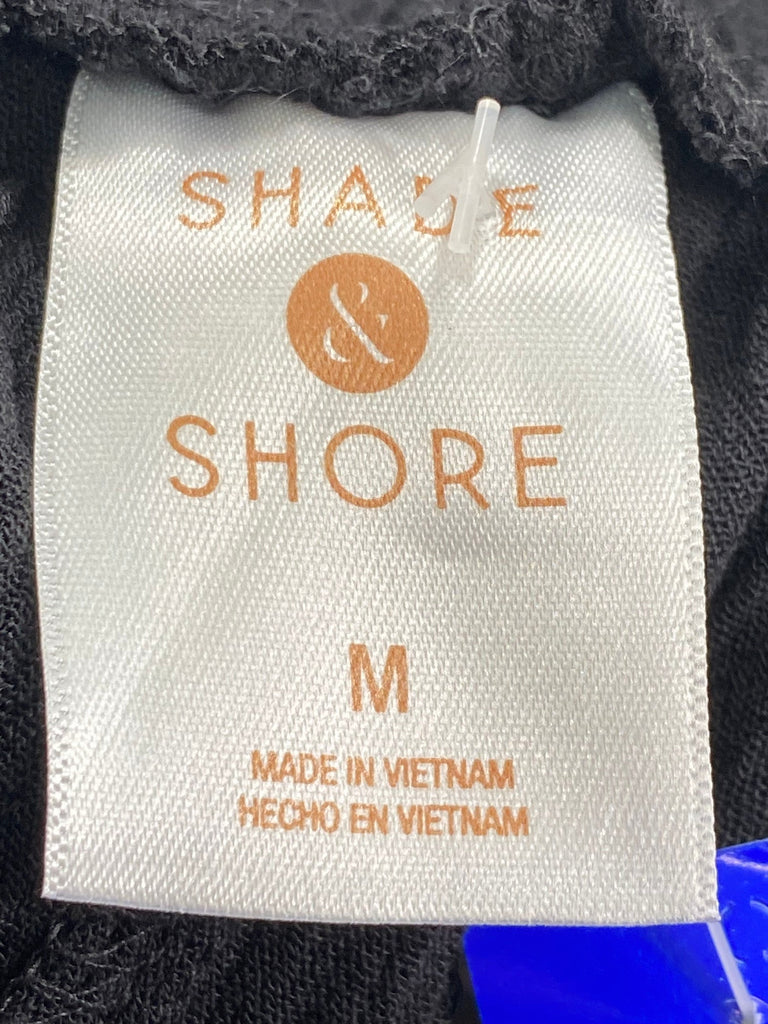 SHADE
&
SHORE
M
MADE IN VIETNAM
HECHO EN VIETNAM